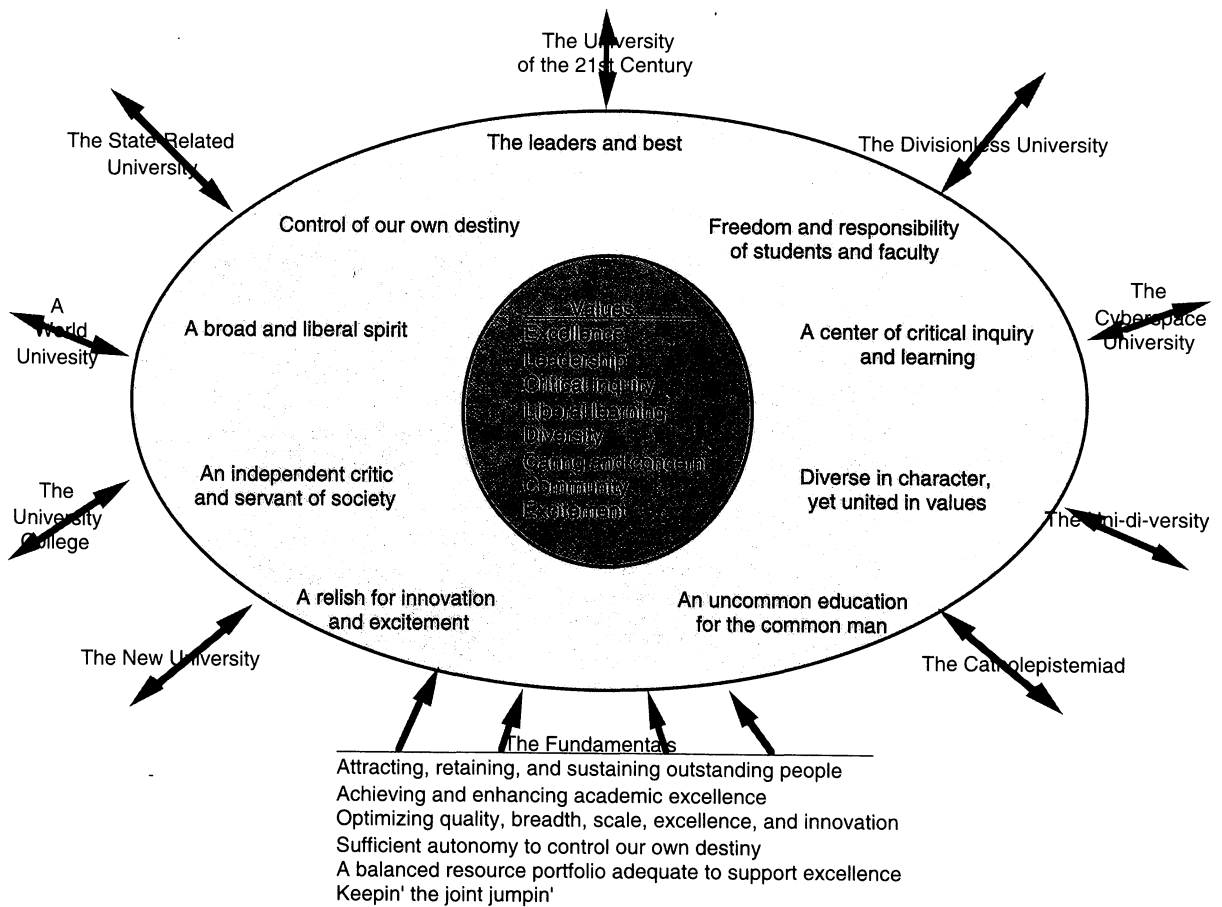 The University
of the 21st Century
The State-Related
University
The Divisionless University
The leaders and best
Control of our own destiny
Freedom and responsibility
of students and faculty
A
World
Univesity
A broad and liberal spirit
Values
Excellence
Leadership
Critical inquiry
Liberal learning
Diversity
Caring and concern
Community
Excitement
A center of critical inquiry
and learning
The
Cyberspace
University
The
University
College
An independent critic
and servant of society
Diverse in character,
yet united in values
The Uni-di-versity
A relish for innovation
and excitement
An uncommon education
for the common man
The New University
The Catholepistemiad
The Fundamentals
Attracting, retaining, and sustaining outstanding people
Achieving and enhancing academic excellence
Optimizing quality, breadth, scale, excellence, and innovation
Sufficient autonomy to control our own destiny
A balanced resource portfolio adequate to support excellence
Keepin' the joint jumpin'